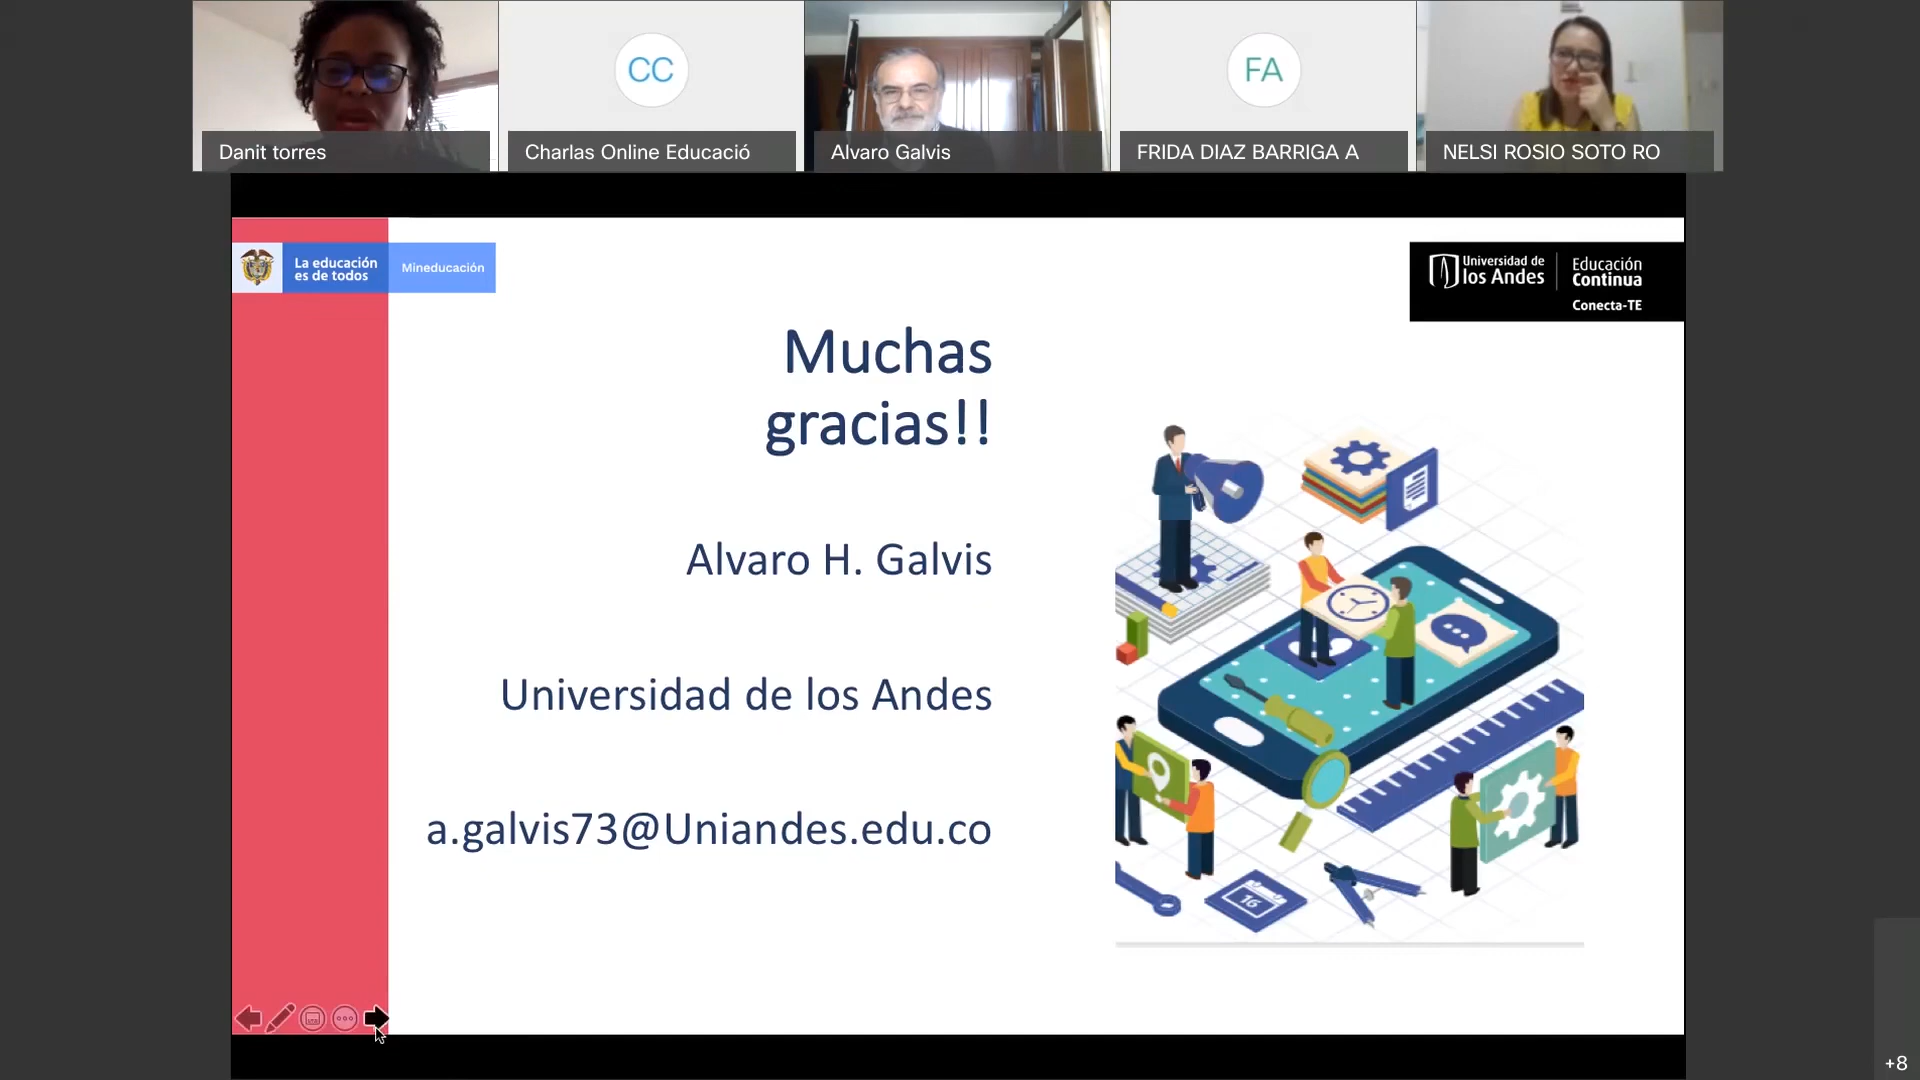 Danit torres
CC
Charlas Online Educació
Alvaro Galvis
FA
FRIDA DIAZ BARRIGA A
NELSI ROSIO SOTO RO
La educación
es de todos
Mineducación
Universidad de
los Andes
Educación
Continua
Conecta-TE
Muchas
gracias!!
Alvaro H. Galvis
Universidad de los Andes
a.galvis73@Uniandes.edu.co
16
+8